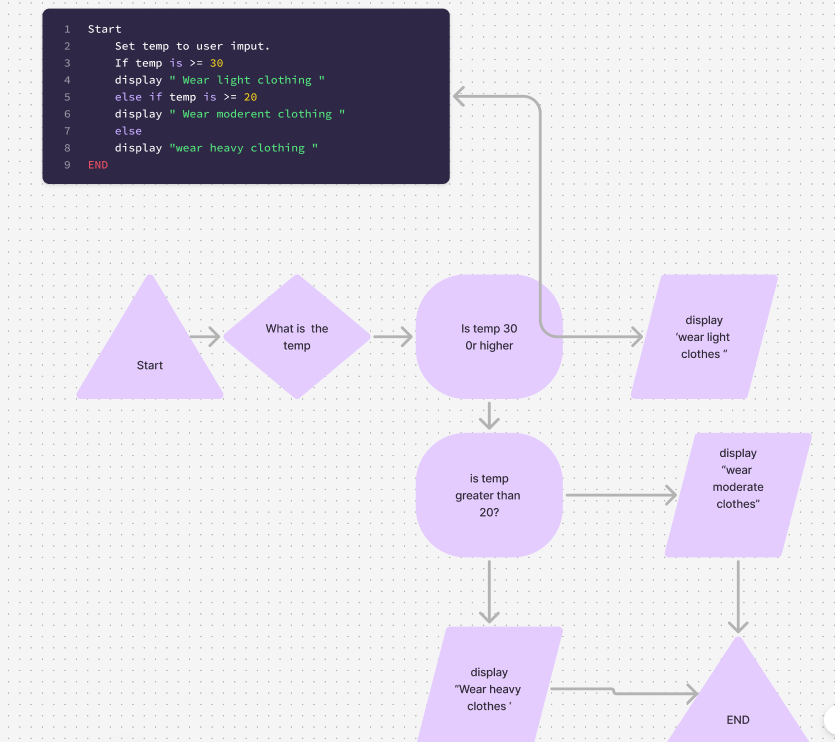 1 Start
2 Set temp to user imput.
3 If temp is >= 30
4 display " Wear light clothing "
5 else if temp is >= 20
6 display " Wear moderent clothing "
7 else
8 display "wear heavy clothing "
9 END
Start
What is the
temp
Is temp 30
0r higher
display
‘wear light
clothes “
is temp
greater than
20?
display
“wear
moderate
clothes”
display
“Wear heavy
clothes ‘
END